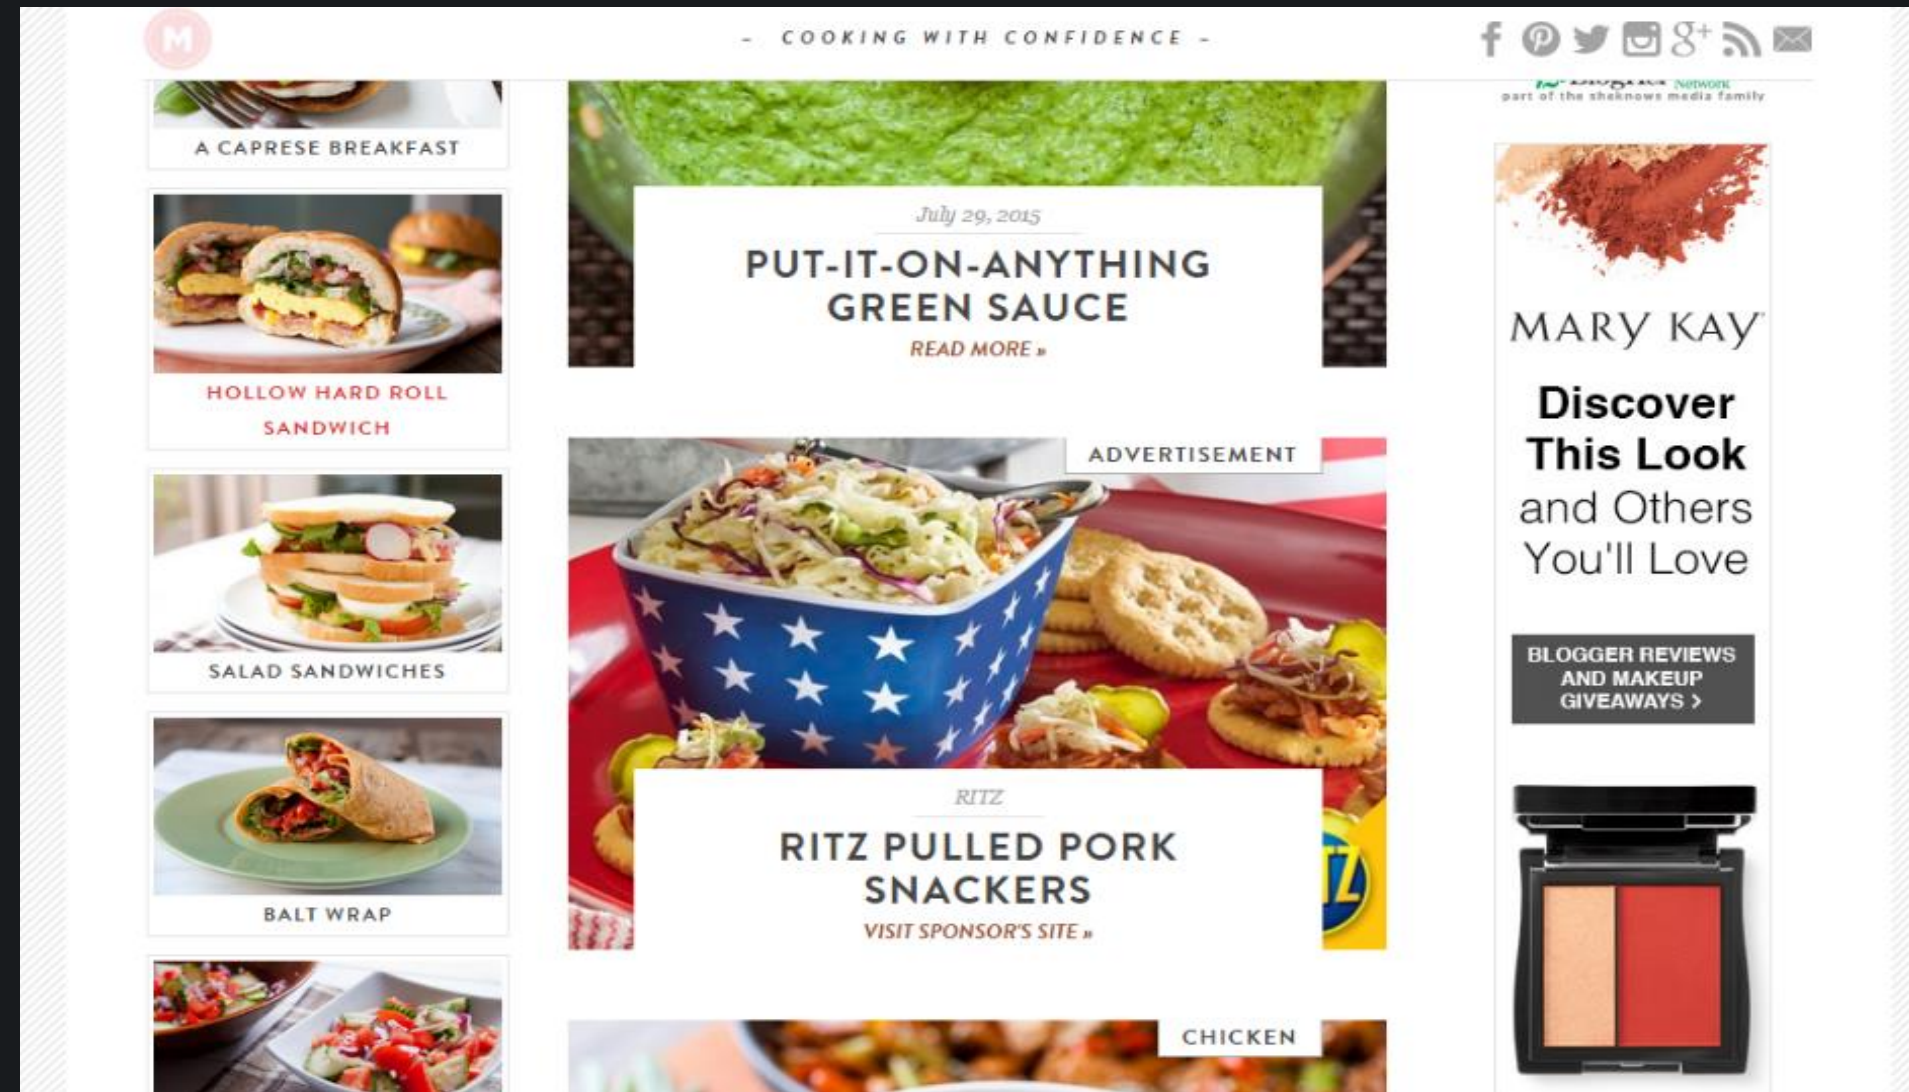 M
- COOKING WITH CONFIDENCE -
A CAPRESE BREAKFAST
HOLLOW HARD ROLL
SANDWICH
SALAD SANDWICHES
BALT WRAP
July 29, 2015
PUT-IT-ON-ANYTHING
GREEN SAUCE
READ MORE »
ADVERTISEMENT
RITZ
RITZ PULLED PORK
SNACKERS
VISIT SPONSOR'S SITE »
CHICKEN
Network
part of the sheknows media family
MARY KAY
Discover
This Look
and Others
You'll Love
BLOGGER REVIEWS
AND MAKEUP
GIVEAWAYS >